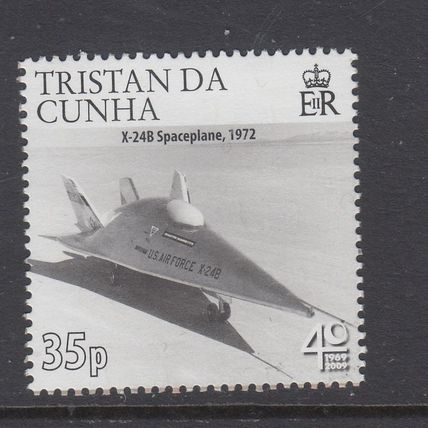 TRISTAN DA
CUNHA
EIIR
X-24B Spaceplane, 1972
U.S. AIR FORCE X-24B
35p
40
1969
2009